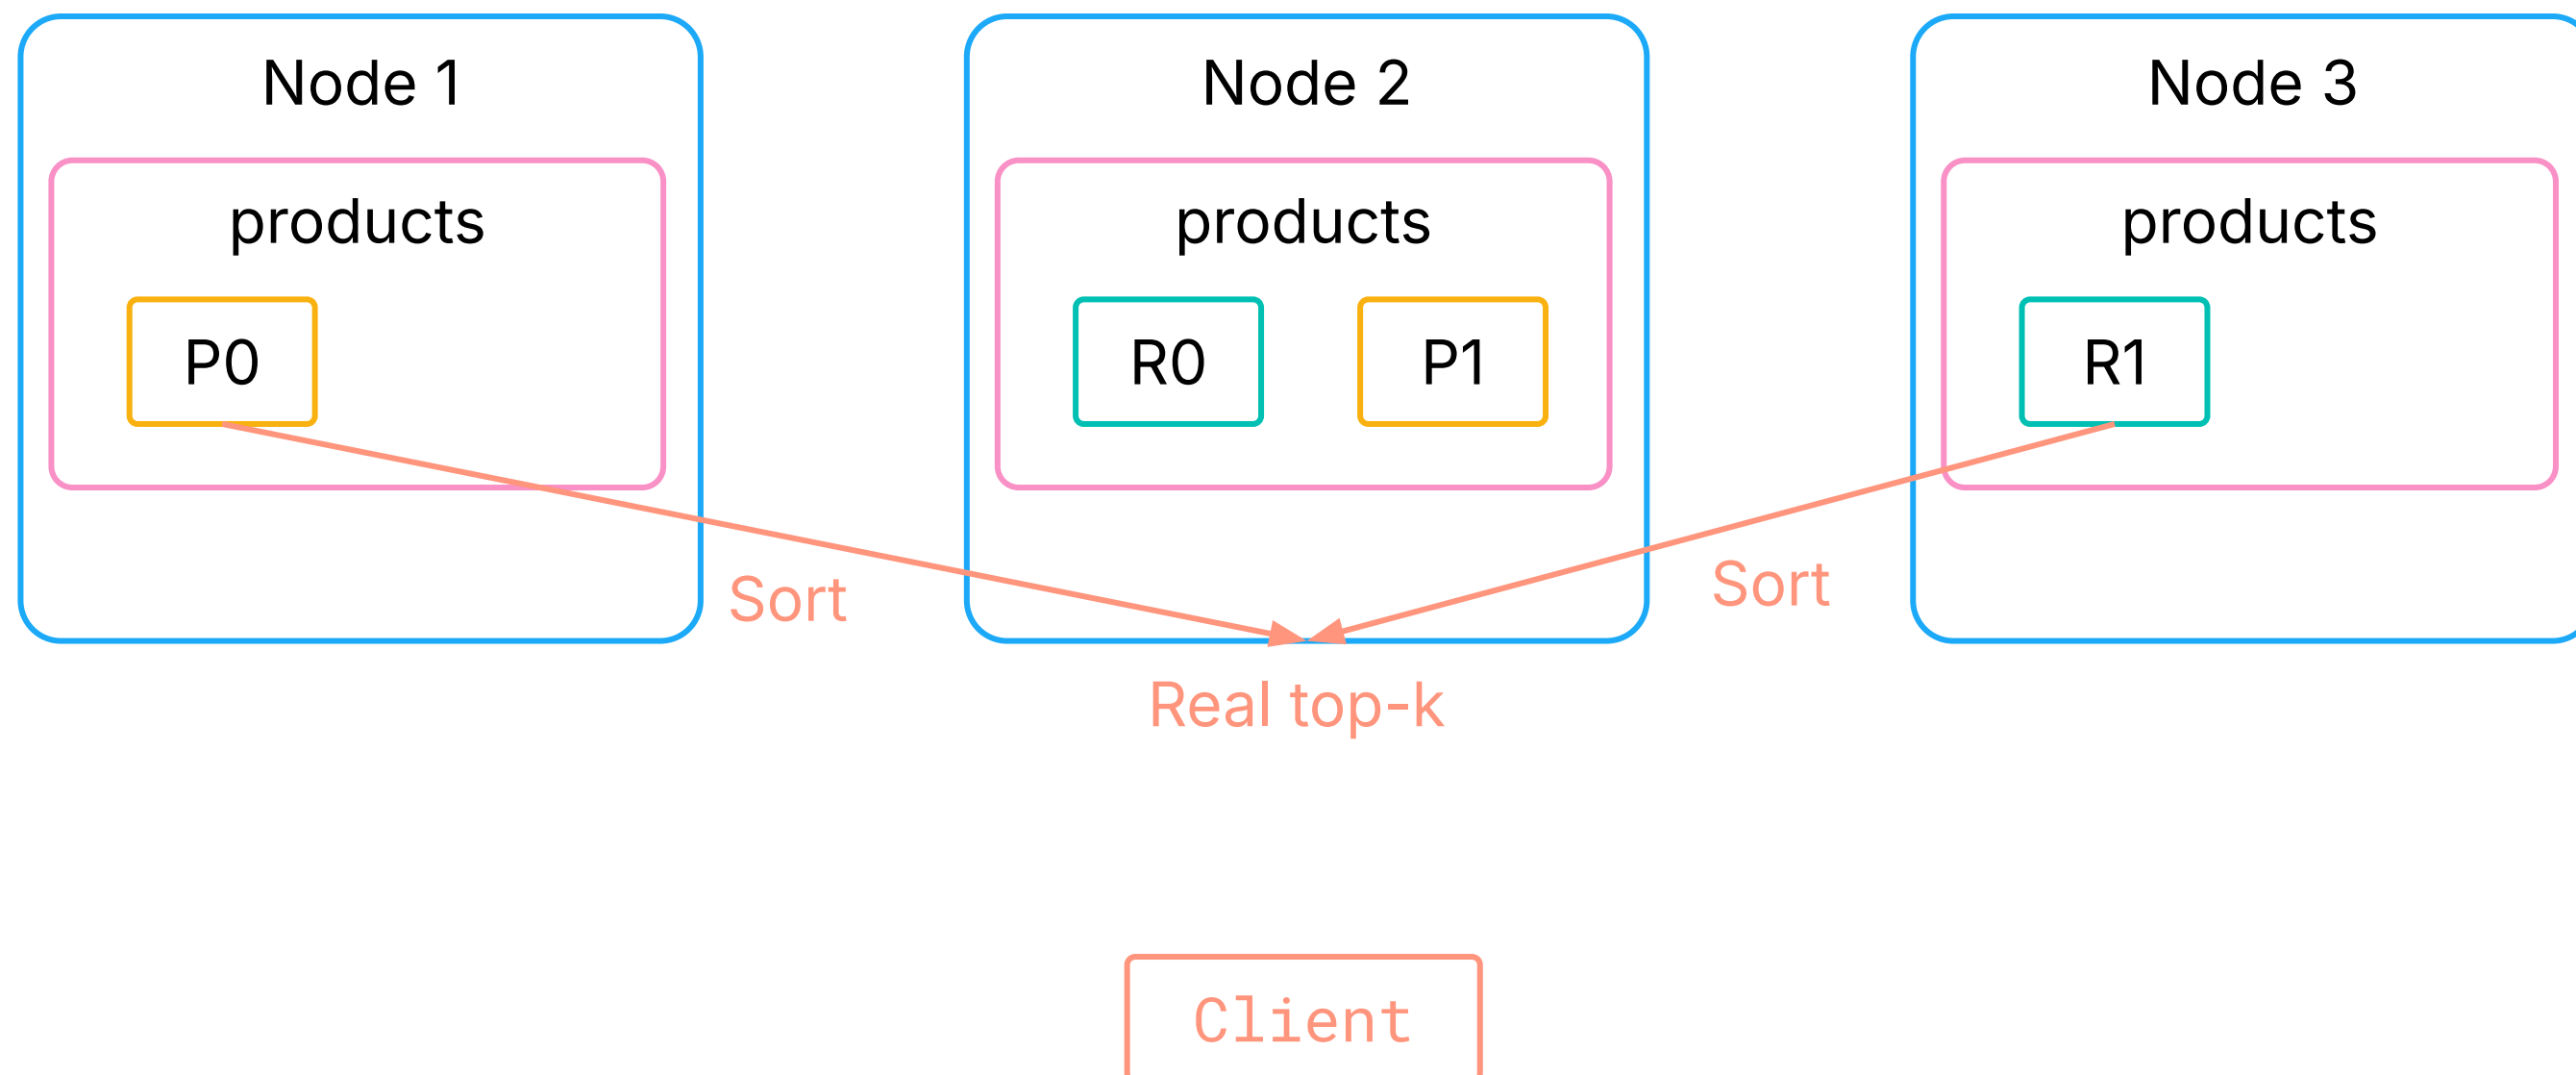 Node 1
Node 2
Node 3
products
products
products
P0
R0
P1
R1
Sort
Sort
Real top-k
Client